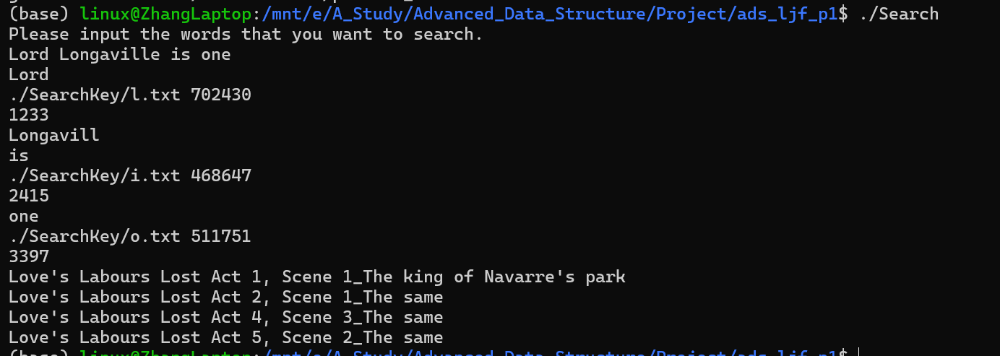 (base) linux@ZhangLaptop:/mnt/e/A_Study/Advanced_Data_Structure/Project/ads_ljf_p1$ ./Search
Please input the words that you want to search.
Lord Longaville is one
Lord
./SearchKey/l.txt 702430
1233
Longavill
is
./SearchKey/i.txt 468647
2415
one
./SearchKey/o.txt 511751
3397
Love's Labours Lost Act 1, Scene 1_The king of Navarre's park
Love's Labours Lost Act 2, Scene 1_The same
Love's Labours Lost Act 4, Scene 3_The same
Love's Labours Lost Act 5, Scene 2_The same
(base) linux@ZhangLaptop:/mnt/e/A_Study/Advanced_Data_Structure/Project/ads_ljf_p1$